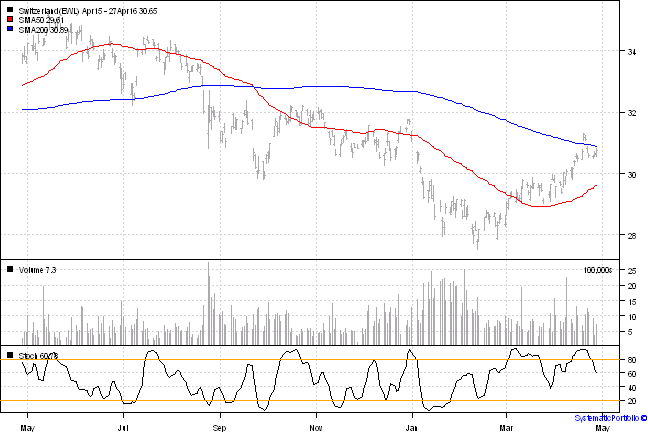 Switzerland(EWL) Apr15 - 27Apr16 30.65
SMA50 29.61
SMA200 30.89
34
32
30
28
Volume 7.3
100,000s
25
20
15
10
5
Stoch 60.78
80
60
40
20
May
Jul
Sep
Nov
Jan
Mar
May
SystematicPortfolio ©